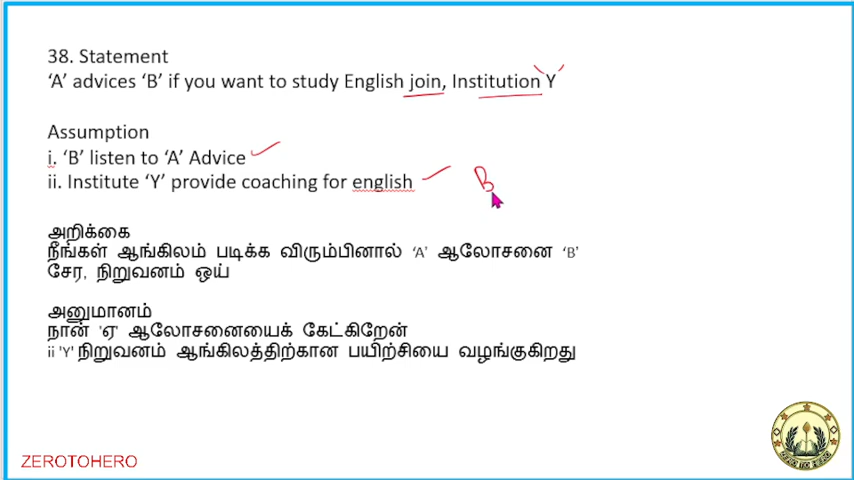 38. Statement
‘A’ advices ‘B’ if you want to study English join, Institution Y
Assumption
i. ‘B’ listen to ‘A’ Advice
ii. Institute ‘Y’ provide coaching for english
B
அறிக்கை
நீங்கள் ஆங்கிலம் படிக்க விரும்பினால் ‘A’ ஆலோசனை ‘B’
சேர, நிறுவனம் ஒய்
அனுமானம்
நான் 'ஏ' ஆலோசனையைக் கேட்கிறேன்
ii 'Y' நிறுவனம் ஆங்கிலத்திற்கான பயிற்சியை வழங்குகிறது
ZEROTOHERO